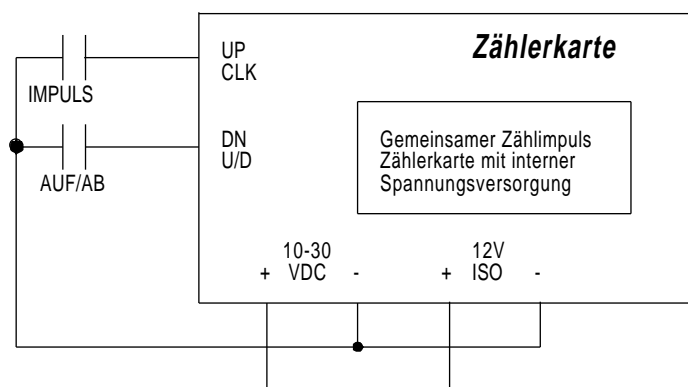 Zählerkarte
UP
CLK
IMPULS
DN
U/D
AUF/AB
Gemeinsamer Zählimpuls
Zählerkarte mit interner
Spannungsversorgung
10-30 12V
+ VDC - + ISO -